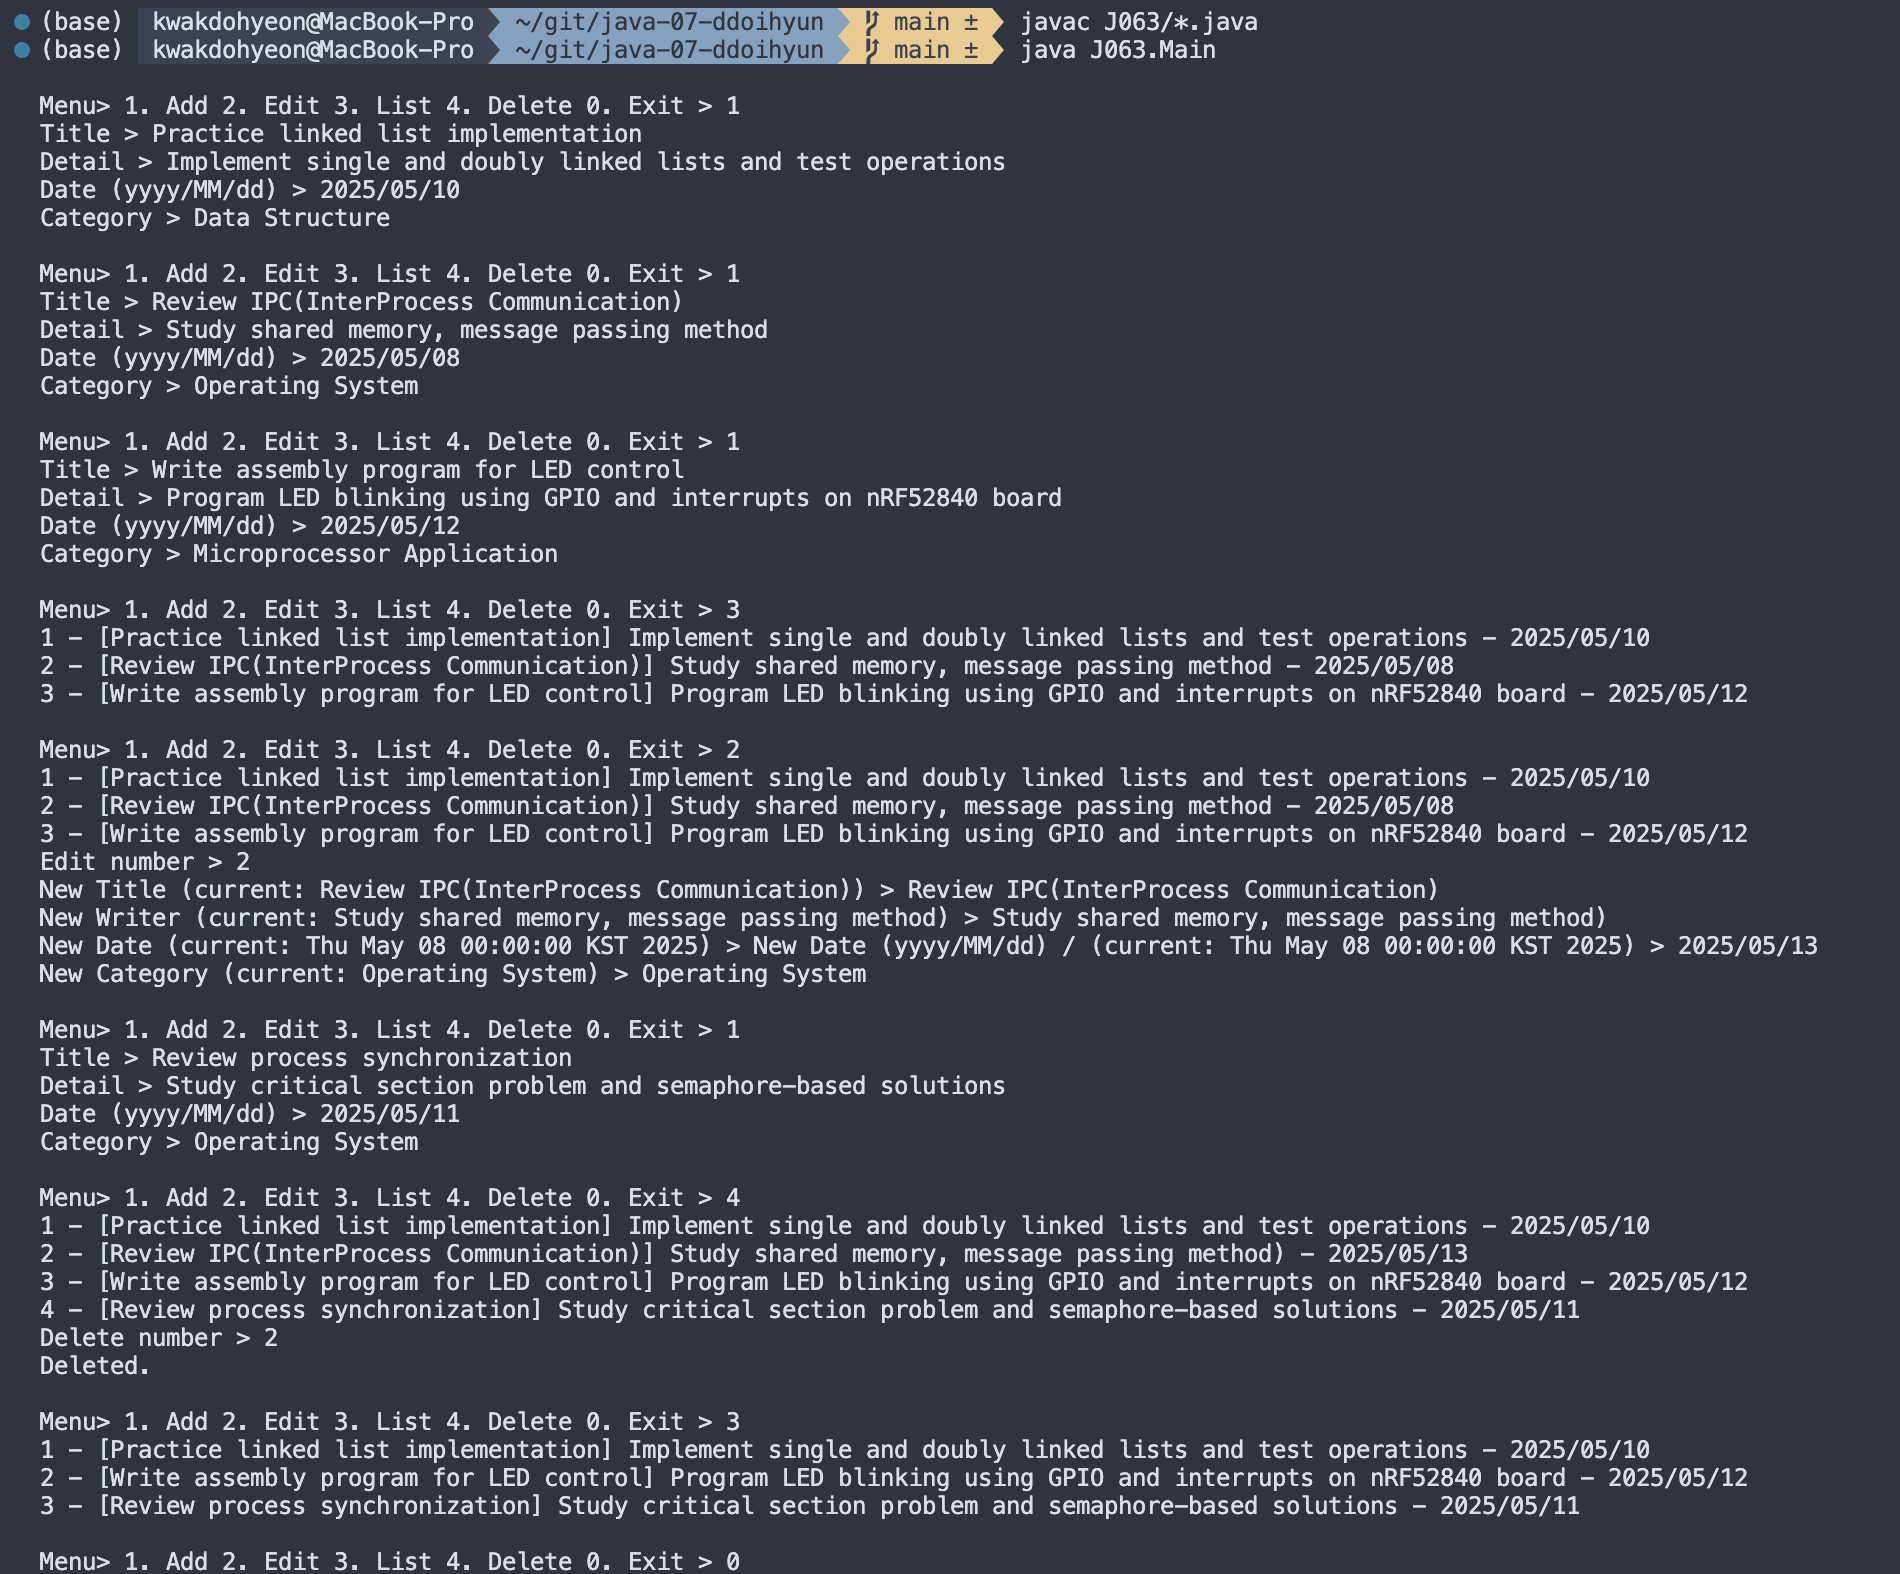 (base) kwakdohyeon@MacBook-Pro ~/git/java-07-ddoihyun main ± javac J063/*.java
(base) kwakdohyeon@MacBook-Pro ~/git/java-07-ddoihyun main ± java J063.Main
Menu> 1. Add 2. Edit 3. List 4. Delete 0. Exit > 1
Title > Practice linked list implementation
Detail > Implement single and doubly linked lists and test operations
Date (yyyy/MM/dd) > 2025/05/10
Category > Data Structure
Menu> 1. Add 2. Edit 3. List 4. Delete 0. Exit > 1
Title > Review IPC(InterProcess Communication)
Detail > Study shared memory, message passing method
Date (yyyy/MM/dd) > 2025/05/08
Category > Operating System
Menu> 1. Add 2. Edit 3. List 4. Delete 0. Exit > 1
Title > Write assembly program for LED control
Detail > Program LED blinking using GPIO and interrupts on nRF52840 board
Date (yyyy/MM/dd) > 2025/05/12
Category > Microprocessor Application
Menu> 1. Add 2. Edit 3. List 4. Delete 0. Exit > 3
1 - [Practice linked list implementation] Implement single and doubly linked lists and test operations - 2025/05/10
2 - [Review IPC(InterProcess Communication)] Study shared memory, message passing method - 2025/05/08
3 - [Write assembly program for LED control] Program LED blinking using GPIO and interrupts on nRF52840 board - 2025/05/12
Menu> 1. Add 2. Edit 3. List 4. Delete 0. Exit > 2
1 - [Practice linked list implementation] Implement single and doubly linked lists and test operations - 2025/05/10
2 - [Review IPC(InterProcess Communication)] Study shared memory, message passing method - 2025/05/08
3 - [Write assembly program for LED control] Program LED blinking using GPIO and interrupts on nRF52840 board - 2025/05/12
Edit number > 2
New Title (current: Review IPC(InterProcess Communication)) > Review IPC(InterProcess Communication)
New Writer (current: Study shared memory, message passing method) > Study shared memory, message passing method)
New Date (current: Thu May 08 00:00:00 KST 2025) > New Date (yyyy/MM/dd) / (current: Thu May 08 00:00:00 KST 2025) > 2025/05/13
New Category (current: Operating System) > Operating System
Menu> 1. Add 2. Edit 3. List 4. Delete 0. Exit > 1
Title > Review process synchronization
Detail > Study critical section problem and semaphore-based solutions
Date (yyyy/MM/dd) > 2025/05/11
Category > Operating System
Menu> 1. Add 2. Edit 3. List 4. Delete 0. Exit > 4
1 - [Practice linked list implementation] Implement single and doubly linked lists and test operations - 2025/05/10
2 - [Review IPC(InterProcess Communication)] Study shared memory, message passing method) - 2025/05/13
3 - [Write assembly program for LED control] Program LED blinking using GPIO and interrupts on nRF52840 board - 2025/05/12
4 - [Review process synchronization] Study critical section problem and semaphore-based solutions - 2025/05/11
Delete number > 2
Deleted.
Menu> 1. Add 2. Edit 3. List 4. Delete 0. Exit > 3
1 - [Practice linked list implementation] Implement single and doubly linked lists and test operations - 2025/05/10
2 - [Write assembly program for LED control] Program LED blinking using GPIO and interrupts on nRF52840 board - 2025/05/12
3 - [Review process synchronization] Study critical section problem and semaphore-based solutions - 2025/05/11
Menu> 1. Add 2. Edit 3. List 4. Delete 0. Exit > 0